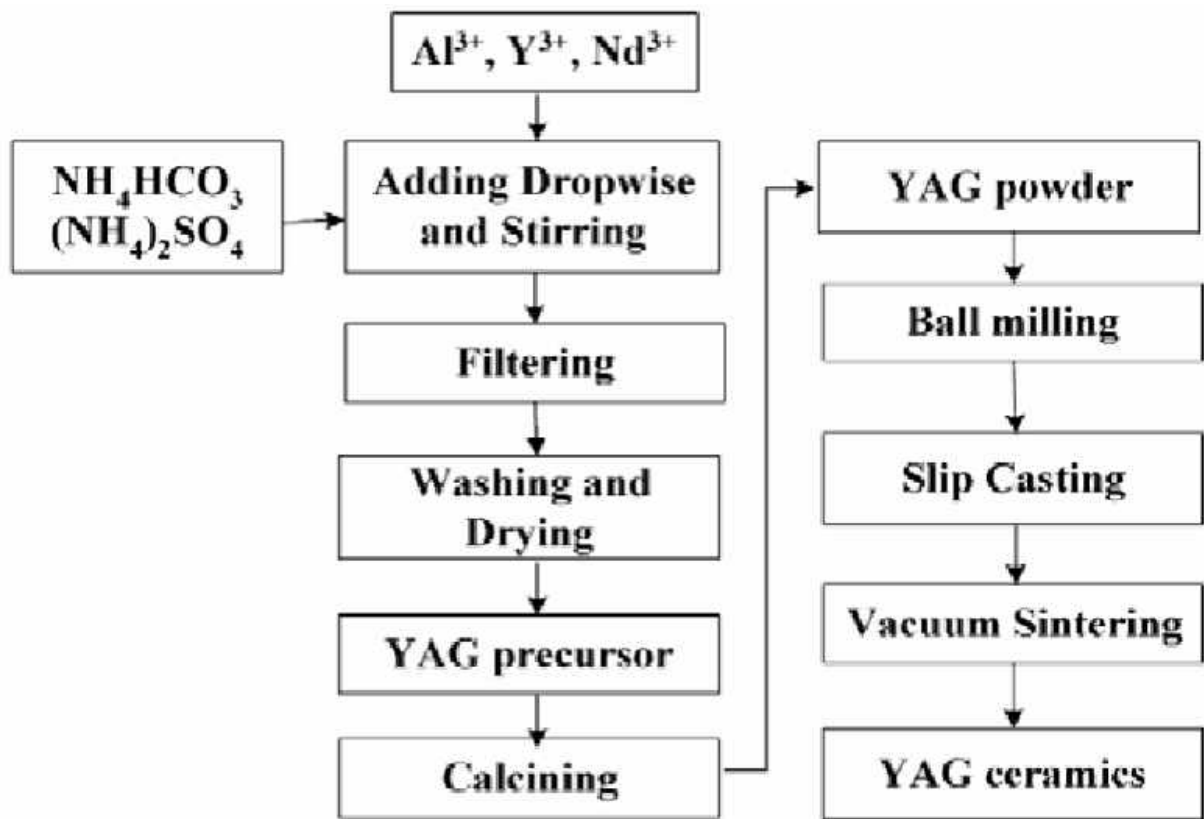 Al³⁺, Y³⁺, Nd³⁺
NH₄HCO₃
(NH₄)₂SO₄
Adding Dropwise
and Stirring
Filtering
Washing and
Drying
YAG precursor
Calcining
YAG powder
Ball milling
Slip Casting
Vacuum Sintering
YAG ceramics